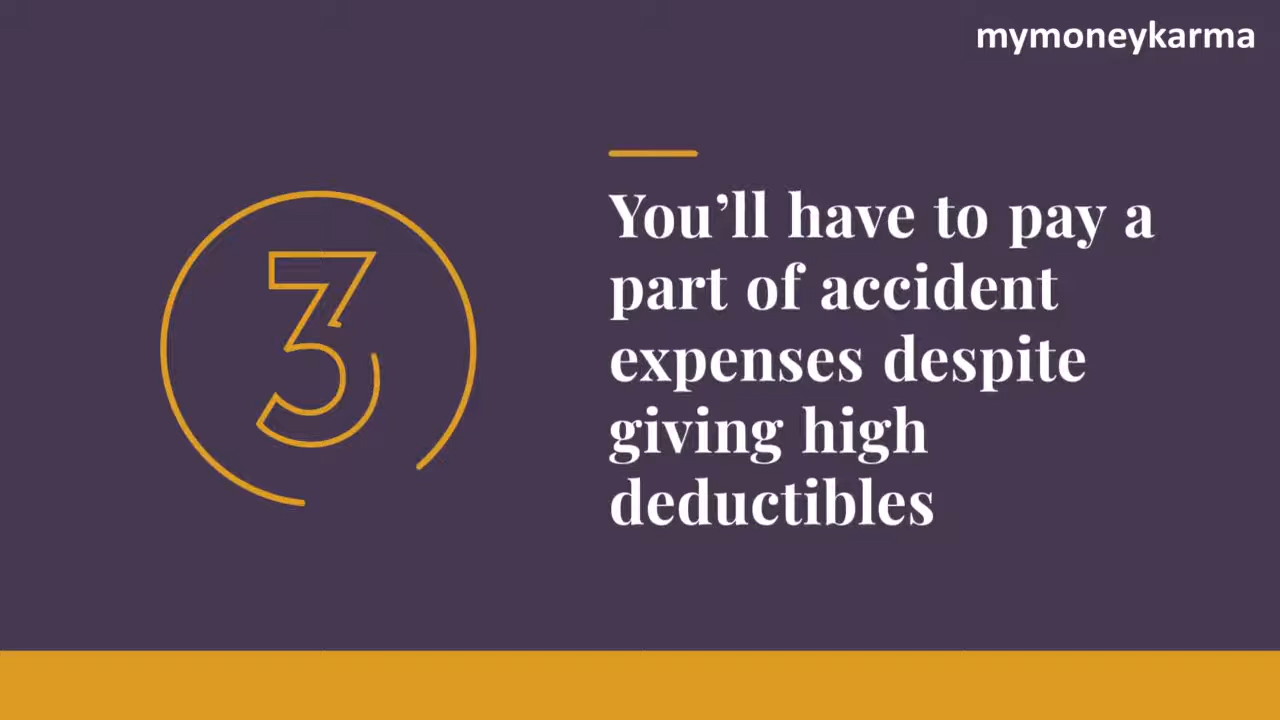 mymoneykarma
3
You’ll have to pay a
part of accident
expenses despite
giving high
deductibles